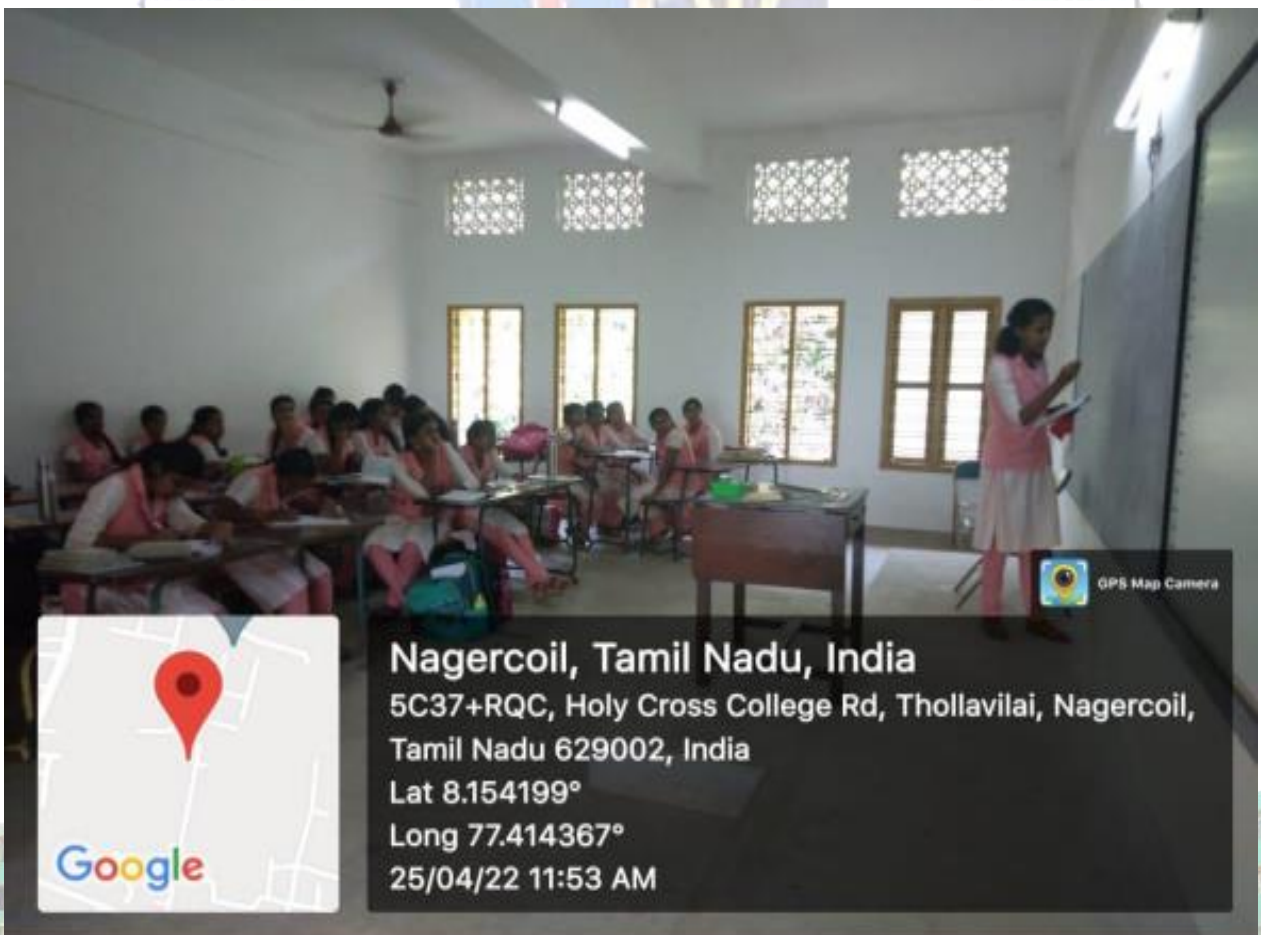 GPS Map Camera
Nagercoil, Tamil Nadu, India
5C37+RQC, Holy Cross College Rd, Thollavilai, Nagercoil,
Tamil Nadu 629002, India
Lat 8.154199°
Long 77.414367°
25/04/22 11:53 AM
Google